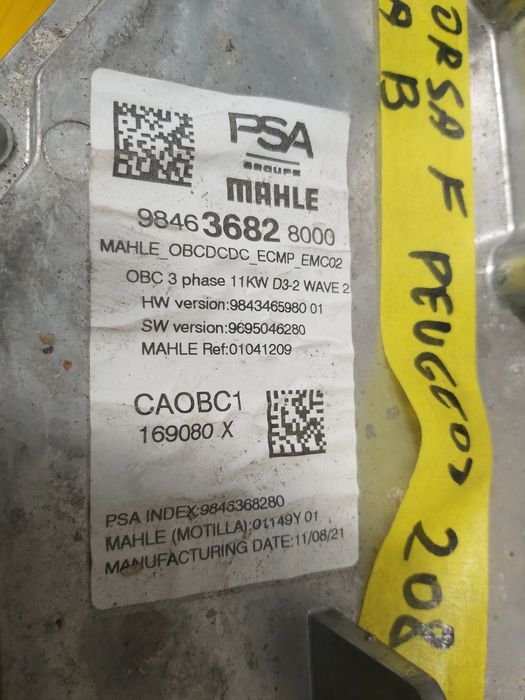 PSA
GROUPE
MAHLE
98463682 8000
MAHLE_OBCDCDC_ECMP_EMC02
OBC 3 phase 11KW D3-2 WAVE 2
HW version:9843465980 01
SW version:9695046280
MAHLE Ref:01041209
CAOBC1
169080 X
PSA INDEX:9846368280
MAHLE (MOTILLA):01149Y 01
MANUFACTURING DATE:11/08/21
ORSA F PEUGEOT 208
A B